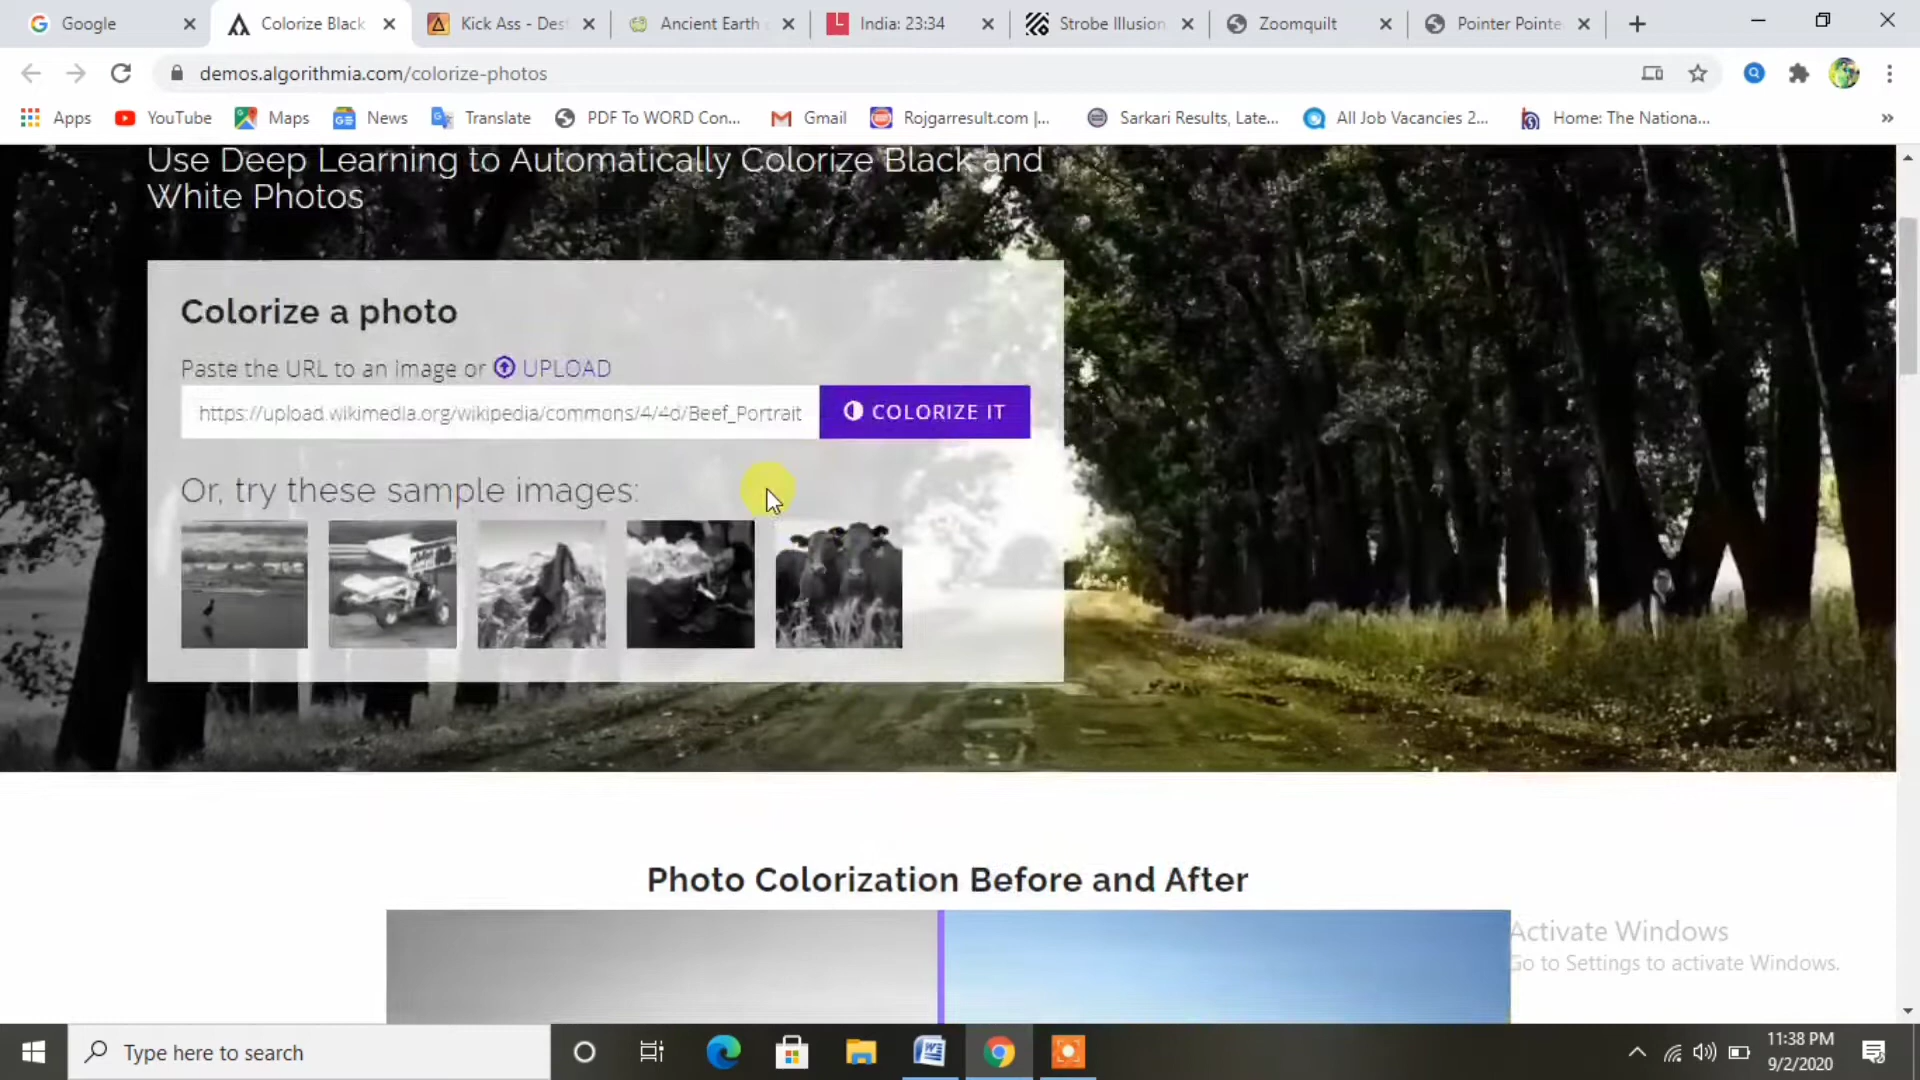 Google
Colorize Black
Kick Ass - Des
Ancient Earth
India: 23:34
Strobe Illusion
Zoomquilt
Pointer Pointe
demos.algorithmia.com/colorize-photos
Apps
YouTube
Maps
News
Translate
PDF To WORD Con...
Gmail
Rojgarresult.com |...
Sarkari Results, Late...
All Job Vacancies 2...
Home: The Nationa...
»
Use Deep Learning to Automatically Colorize Black and
White Photos
Colorize a photo
Paste the URL to an image or UPLOAD
https://upload.wikimedia.org/wikipedia/commons/4/4d/Beef_Portrait
COLORIZE IT
Or, try these sample images:
Photo Colorization Before and After
Activate Windows
Go to Settings to activate Windows.
Type here to search
11:38 PM
9/2/2020